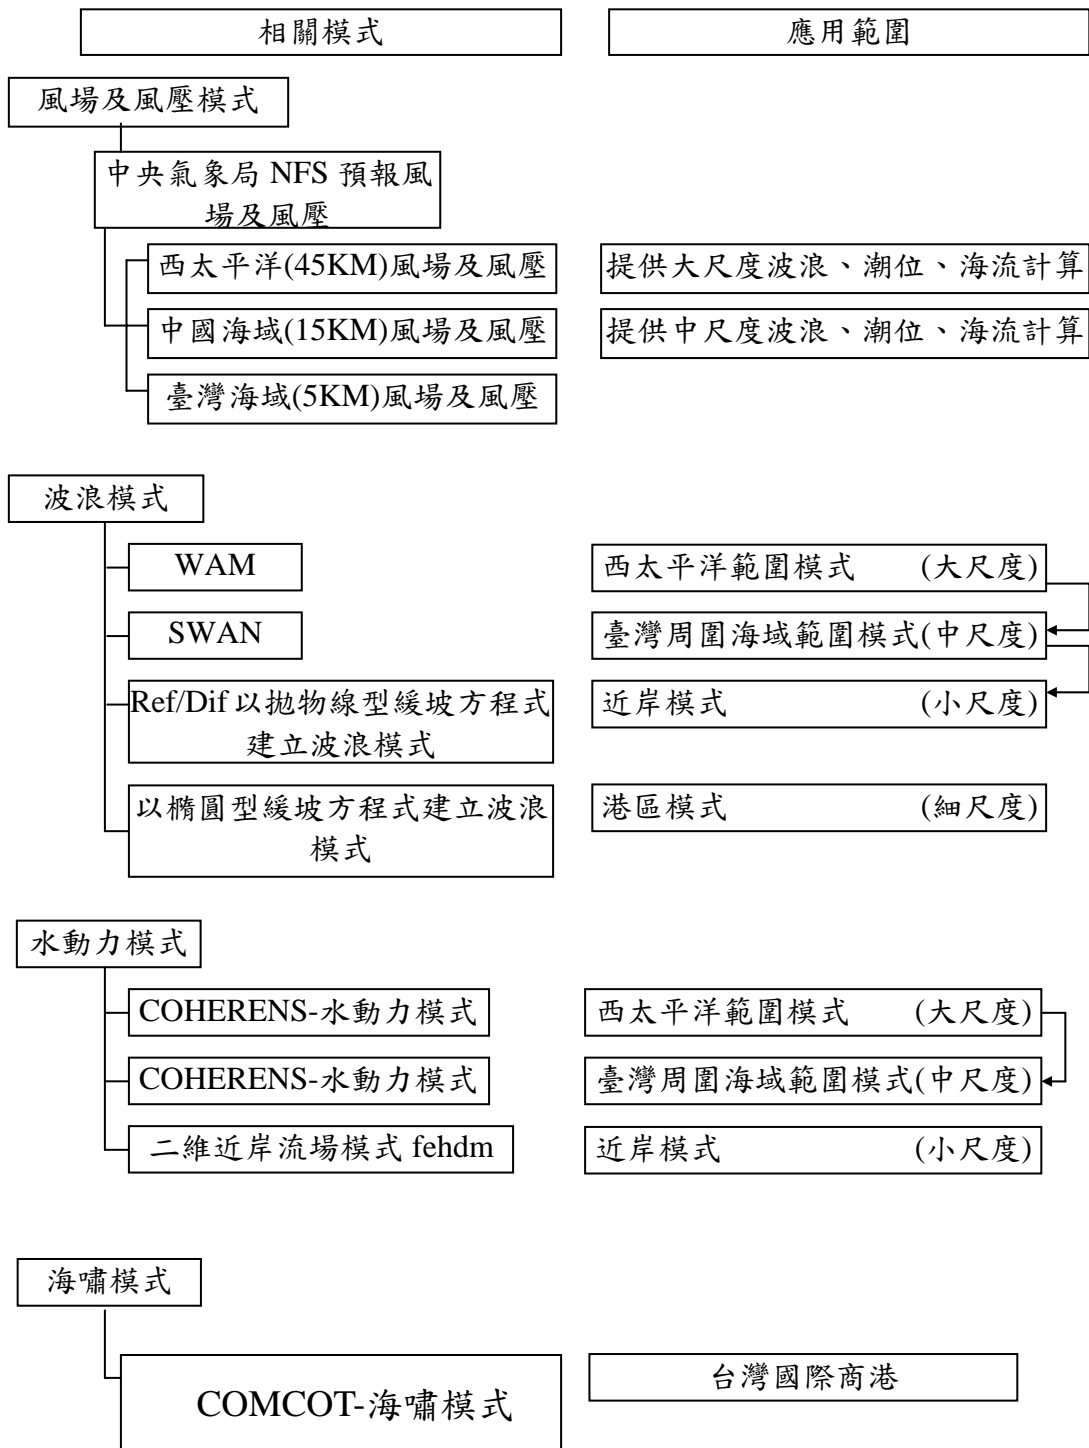 相關模式
應用範圍
風場及風壓模式
中央氣象局 NFS 預報風
場及風壓
西太平洋(45KM)風場及風壓
提供大尺度波浪、潮位、海流計算
中國海域(15KM)風場及風壓
提供中尺度波浪、潮位、海流計算
臺灣海域(5KM)風場及風壓
波浪模式
WAM
西太平洋範圍模式 (大尺度)
SWAN
臺灣周圍海域範圍模式(中尺度)
Ref/Dif 以拋物線型緩坡方程式
建立波浪模式
近岸模式 (小尺度)
以橢圓型緩坡方程式建立波浪
模式
港區模式 (細尺度)
水動力模式
COHERENS-水動力模式
西太平洋範圍模式 (大尺度)
COHERENS-水動力模式
臺灣周圍海域範圍模式(中尺度)
二維近岸流場模式 fehdm
近岸模式 (小尺度)
海嘯模式
COMCOT-海嘯模式
台灣國際商港